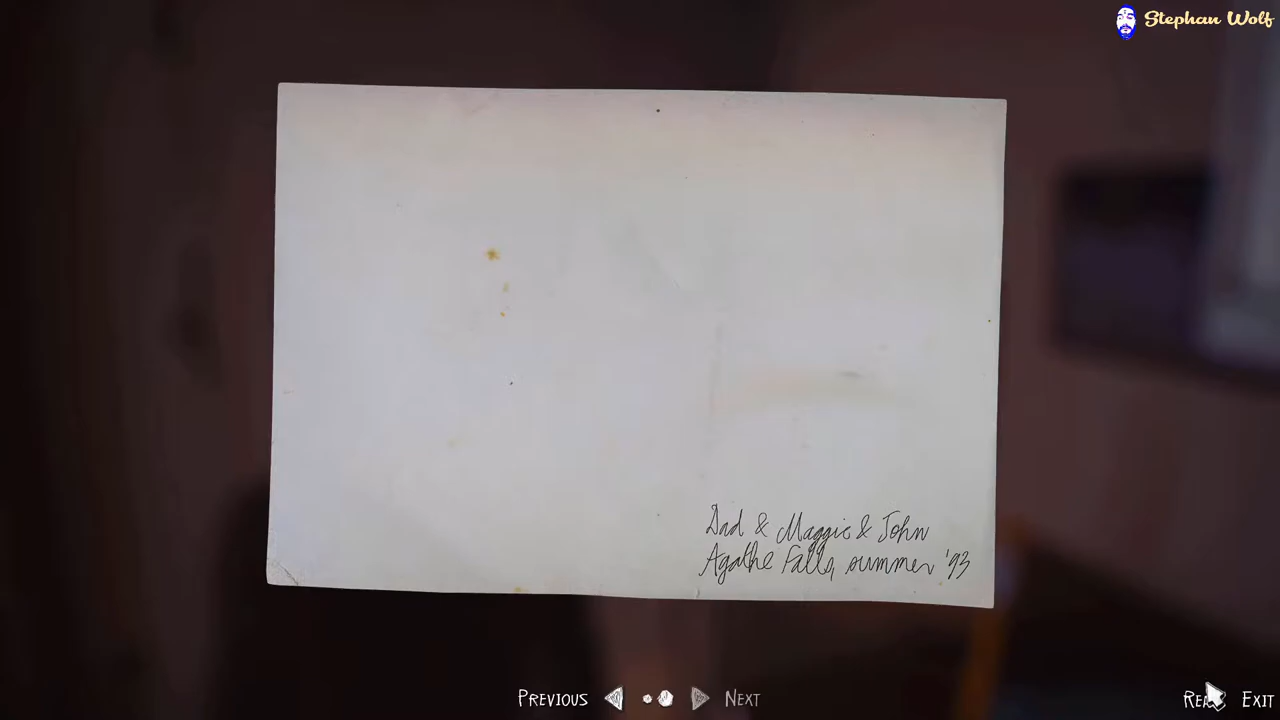 Stephan Wolf
Dad & Maggie & John
Agathe Falls, summer '93
PREVIOUS
NEXT
EXIT